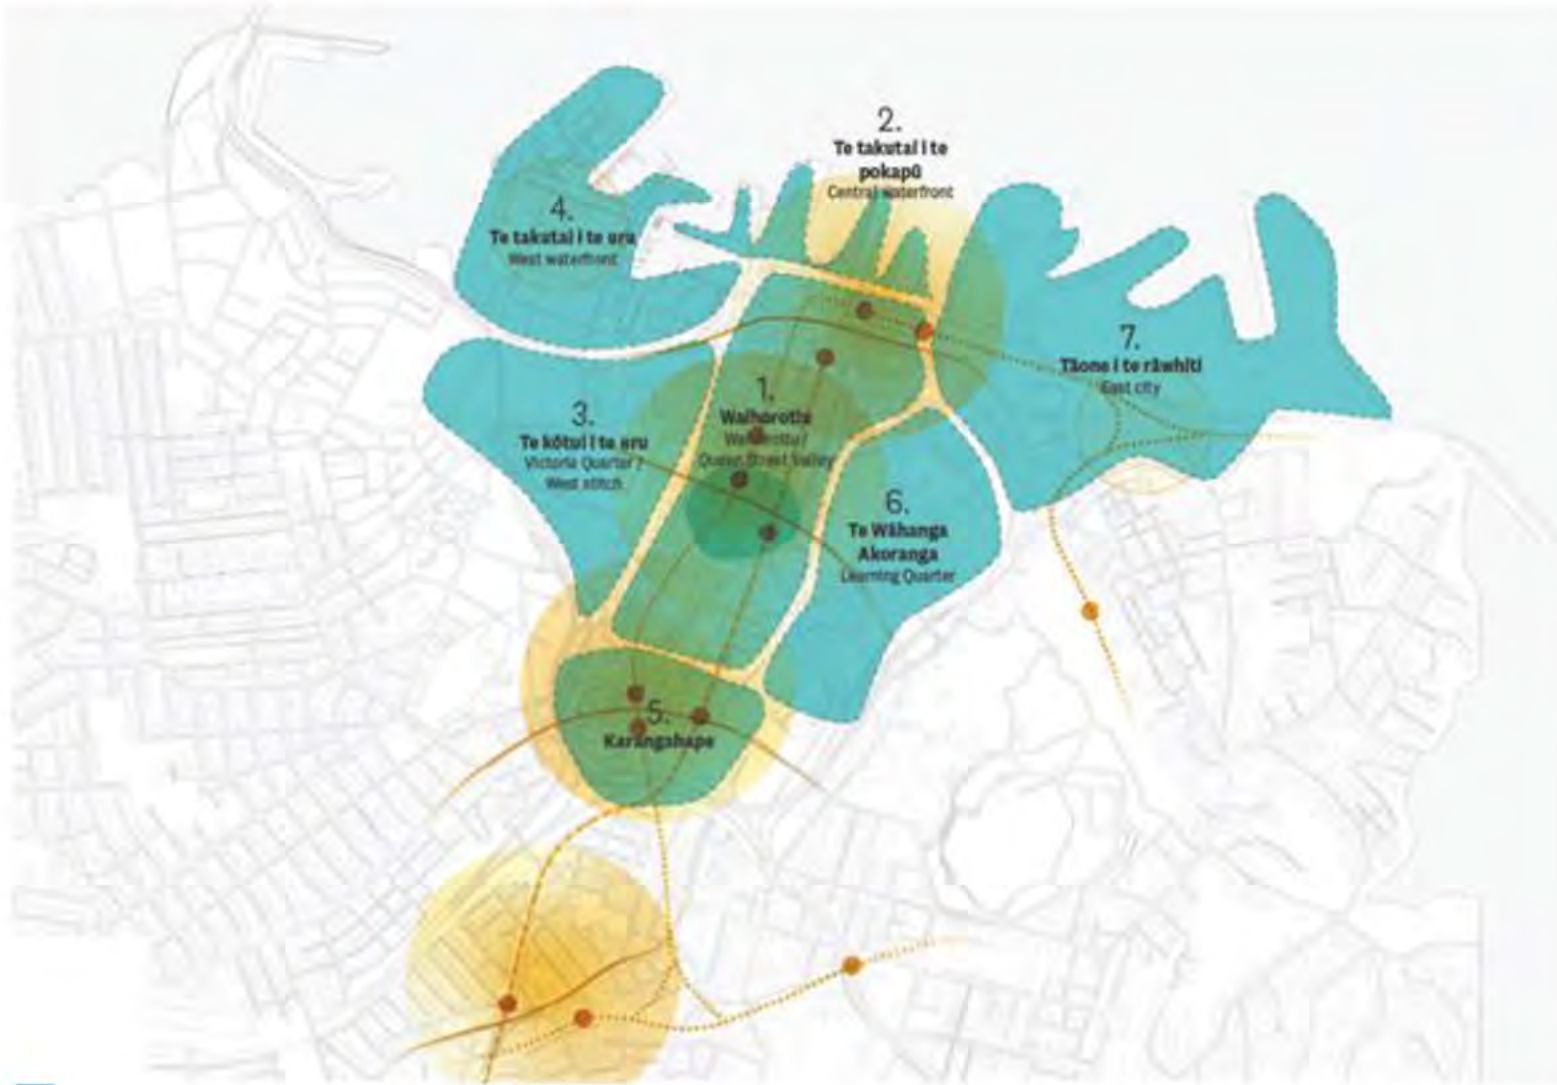 2.
Te takutai i te
pokapū
Central waterfront
4.
Te takutai i te uru
West waterfront
7.
Tāone i te rāwhiti
East city
1.
Waihorotiu
Waihorotiu /
Queen Street Valley
3.
Te kōtui i te uru
Victoria Quarter /
West stitch
6.
Te Wāhanga
Akoranga
Learning Quarter
5.
Karangahape